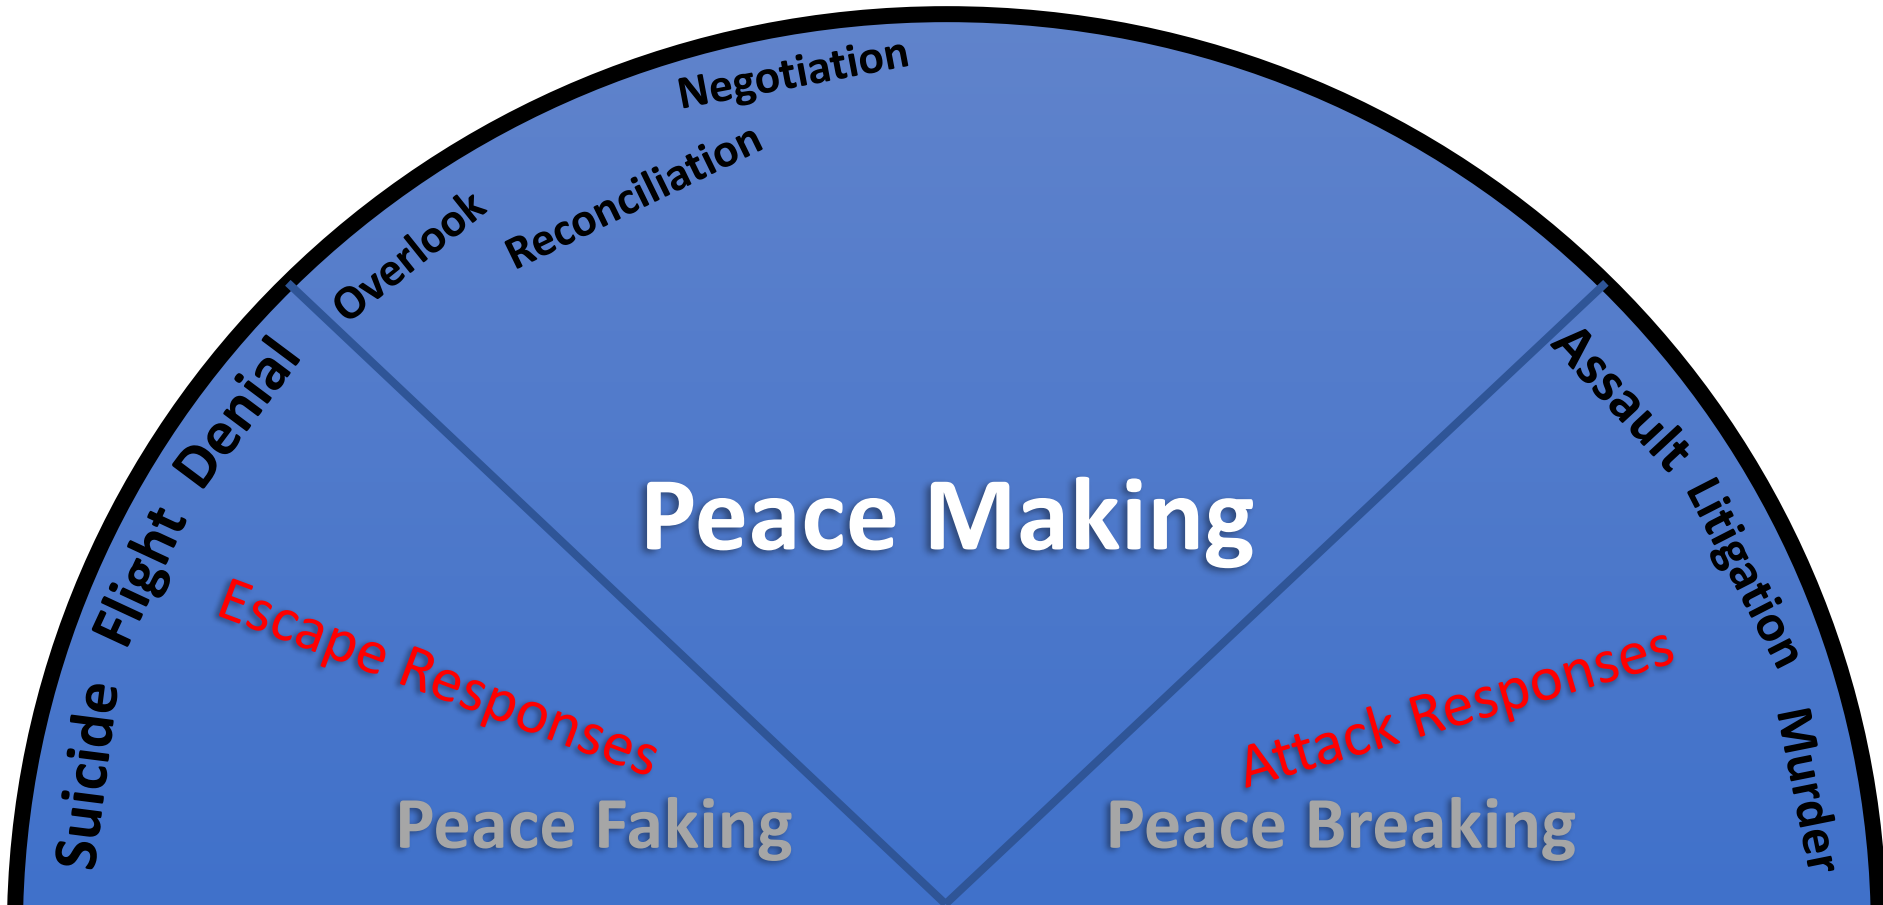 Negotiation
Reconciliation
Overlook
Denial
Flight
Suicide
Escape Responses
Peace Faking
Peace Making
Assault
Litigation
Murder
Attack Responses
Peace Breaking